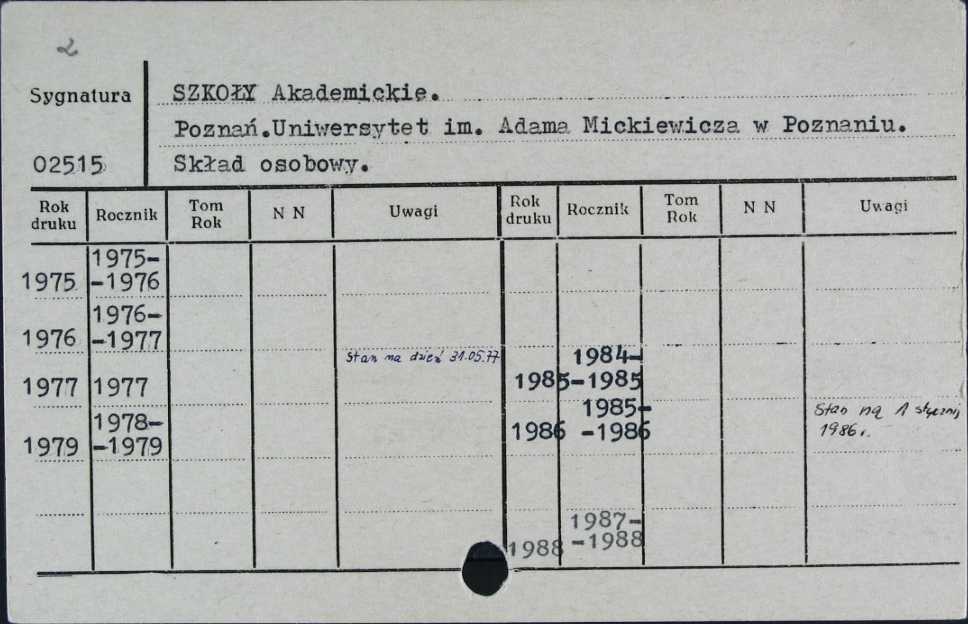 2
Sygnatura
SZKOŁY Akademickie.
Poznań.Uniwersytet im. Adama Mickiewicza w Poznaniu.
02515
Skład osobowy.
Rok druku Rocznik Tom Rok N N Uwagi Rok druku Rocznik Tom Rok N N Uwagi
1975-
1975 -1976
1976-
1976 -1977
Stan na dzień 31.05.77 1984-
1977 1977 1985-1985
1985- Stan na 1 stycznia
1978- 1986 -1986 1986r.
1979 -1979
1987-
1988 -1988